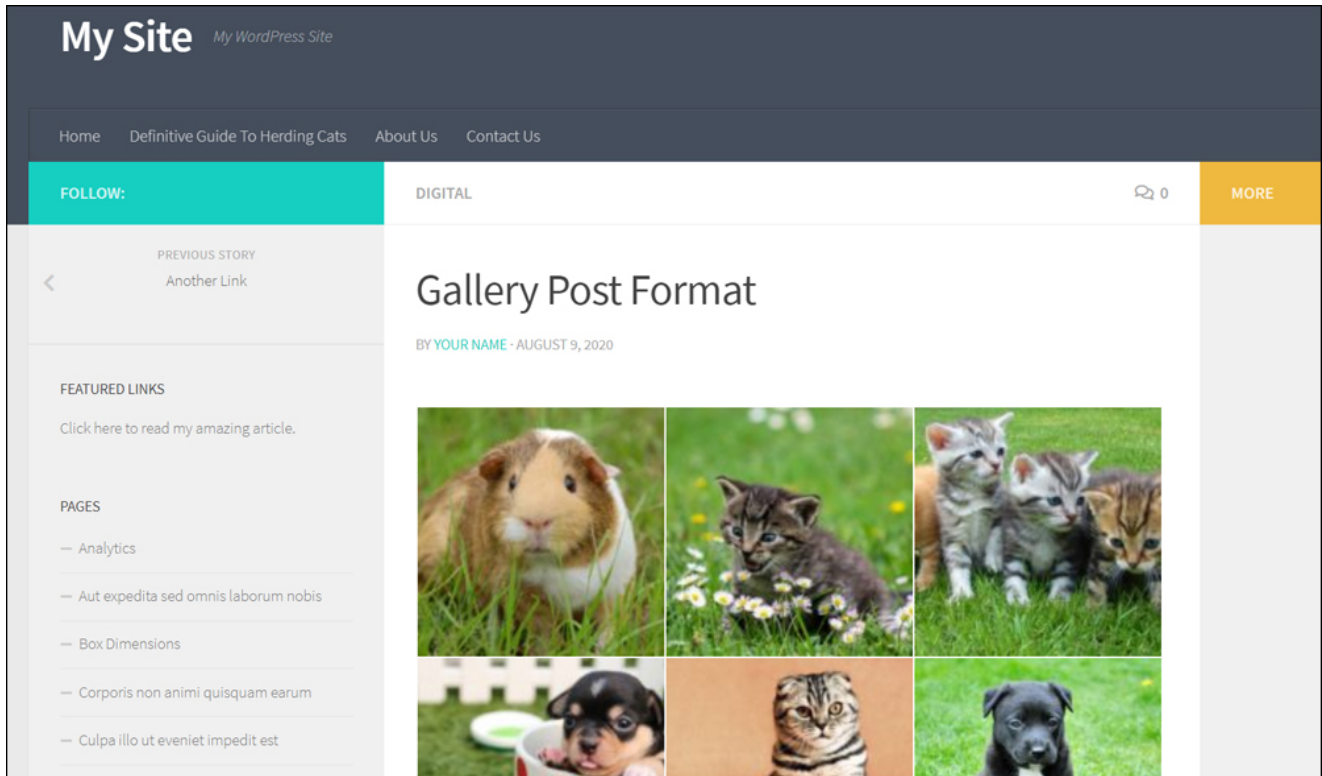 My Site My WordPress Site
Home Definitive Guide To Herding Cats About Us Contact Us
FOLLOW:
DIGITAL
0
MORE
PREVIOUS STORY
Another Link
Gallery Post Format
BY YOUR NAME · AUGUST 9, 2020
FEATURED LINKS
Click here to read my amazing article.
PAGES
— Analytics
— Aut expedita sed omnis laborum nobis
— Box Dimensions
— Corporis non animi quisquam earum
— Culpa illo ut eveniet impedit est